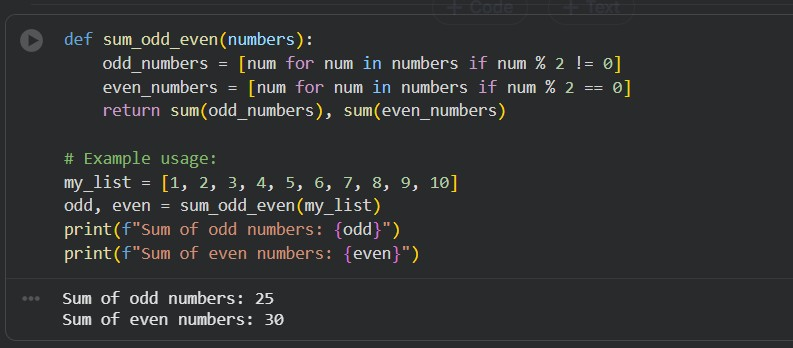 + Code + Text
def sum_odd_even(numbers):
    odd_numbers = [num for num in numbers if num % 2 != 0]
    even_numbers = [num for num in numbers if num % 2 == 0]
    return sum(odd_numbers), sum(even_numbers)

# Example usage:
my_list = [1, 2, 3, 4, 5, 6, 7, 8, 9, 10]
odd, even = sum_odd_even(my_list)
print(f"Sum of odd numbers: {odd}")
print(f"Sum of even numbers: {even}")
Sum of odd numbers: 25
Sum of even numbers: 30